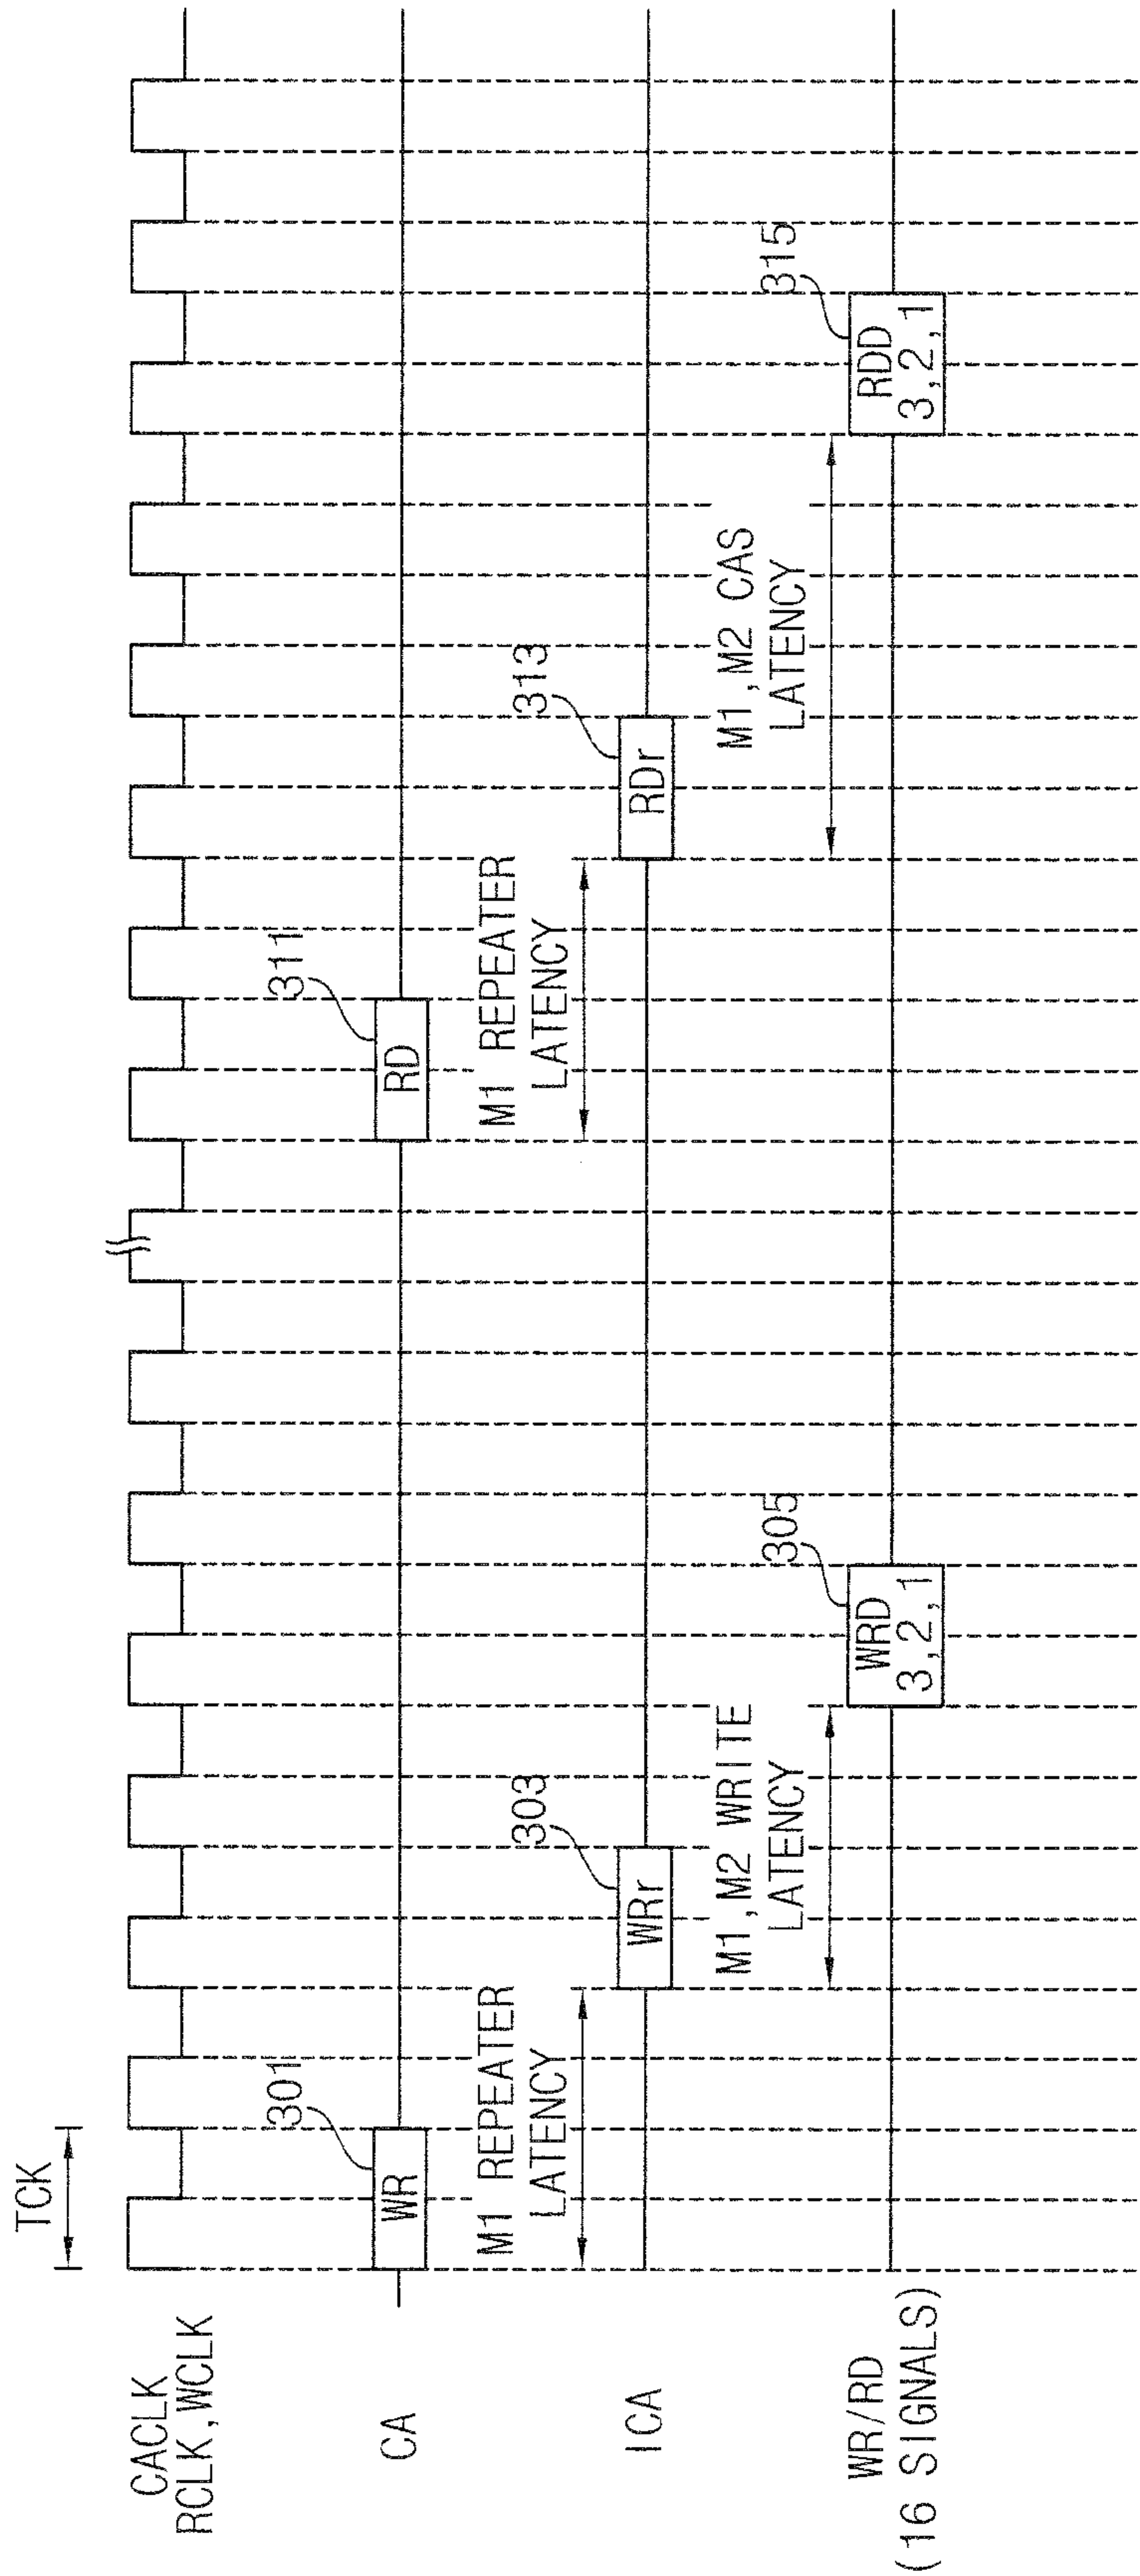 TCK
CACLK
RCLK,WCLK
CA
301
WR
311
RD
M1 REPEATER
LATENCY
M1 REPEATER
LATENCY
ICA
303
WRr
313
RDr
M1,M2 WRITE
LATENCY
M1,M2 CAS
LATENCY
WR/RD
(16 SIGNALS)
305
WRD
3,2,1
315
RDD
3,2,1